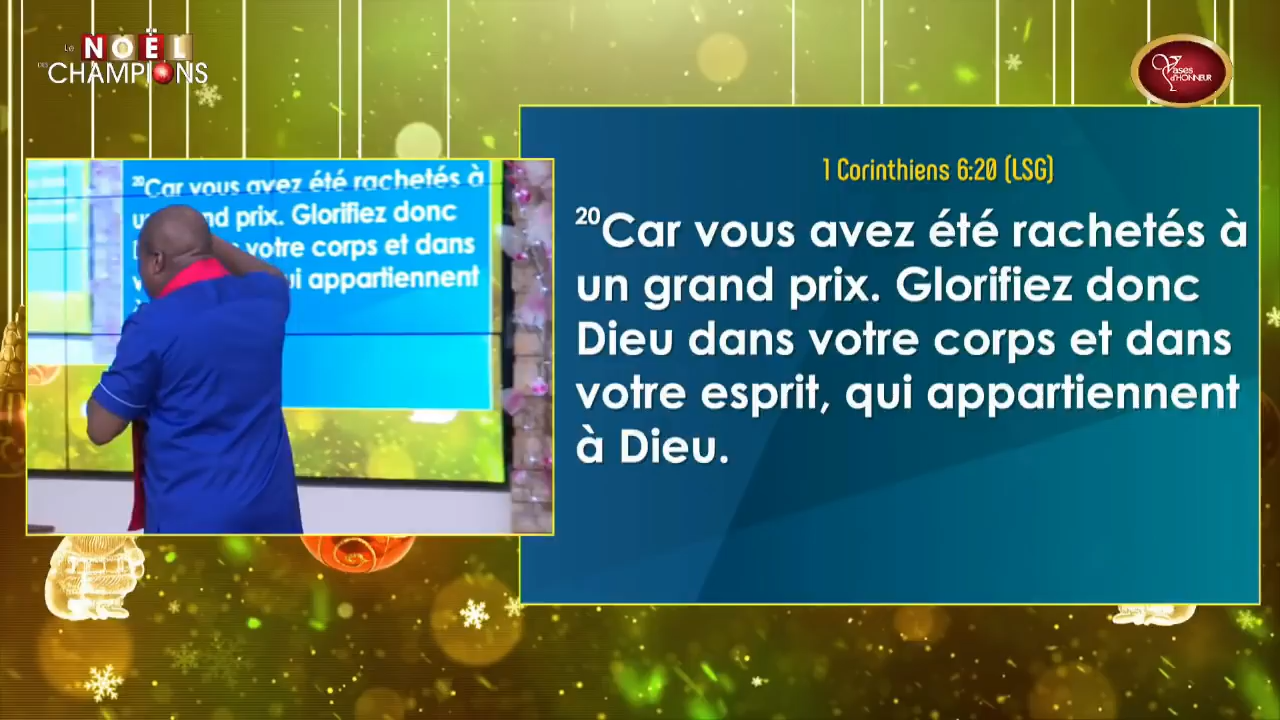 Le
NOËL
DES
CHAMPIONS
Vases
d'HONNEUR
1 Corinthiens 6:20 (LSG)
20Car vous avez été rachetés à
un grand prix. Glorifiez donc
Dieu dans votre corps et dans
votre esprit, qui appartiennent
à Dieu.
20Car vous avez été rachetés à
nd prix. Glorifiez donc
votre corps et dans
ui appartiennent